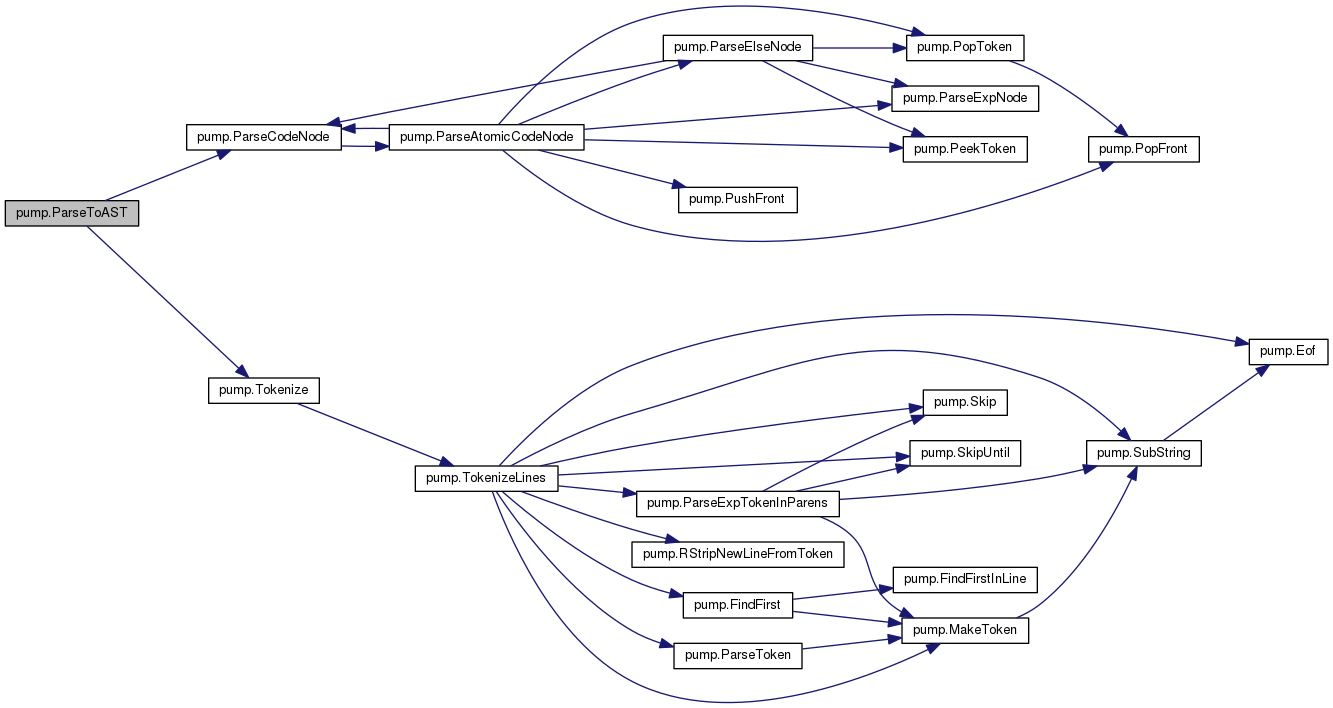 pump.ParseElseNode
pump.PopToken
pump.ParseExpNode
pump.ParseCodeNode
pump.ParseAtomicCodeNode
pump.PeekToken
pump.PopFront
pump.PushFront
pump.ParseToAST
pump.Eof
pump.Tokenize
pump.Skip
pump.SkipUntil
pump.SubString
pump.TokenizeLines
pump.ParseExpTokenInParens
pump.RStripNewLineFromToken
pump.FindFirstInLine
pump.FindFirst
pump.MakeToken
pump.ParseToken